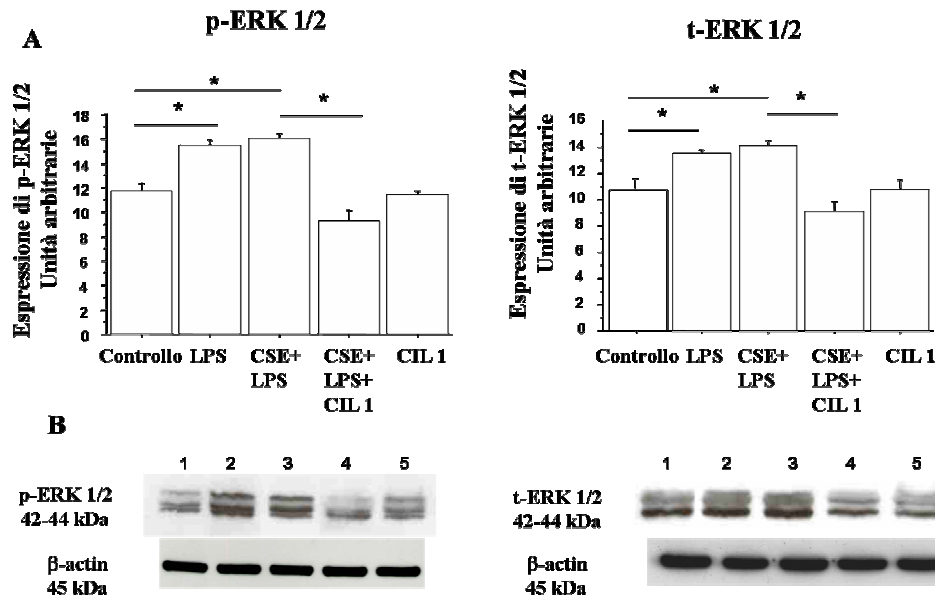 A
p-ERK 1/2
Espressione di p-ERK 1/2
Unità arbitrarie
18
16
14
12
10
8
6
4
2
0
*
*
*
Controllo LPS CSE+ CSE+ CIL 1
LPS LPS+
CIL 1
t-ERK 1/2
Espressione di t-ERK 1/2
Unità arbitrarie
16
14
12
10
8
6
4
2
0
*
*
*
Controllo LPS CSE+ CSE+ CIL 1
LPS LPS+
CIL 1
B
1 2 3 4 5
p-ERK 1/2
42-44 kDa
β-actin
45 kDa
1 2 3 4 5
t-ERK 1/2
42-44 kDa
β-actin
45 kDa